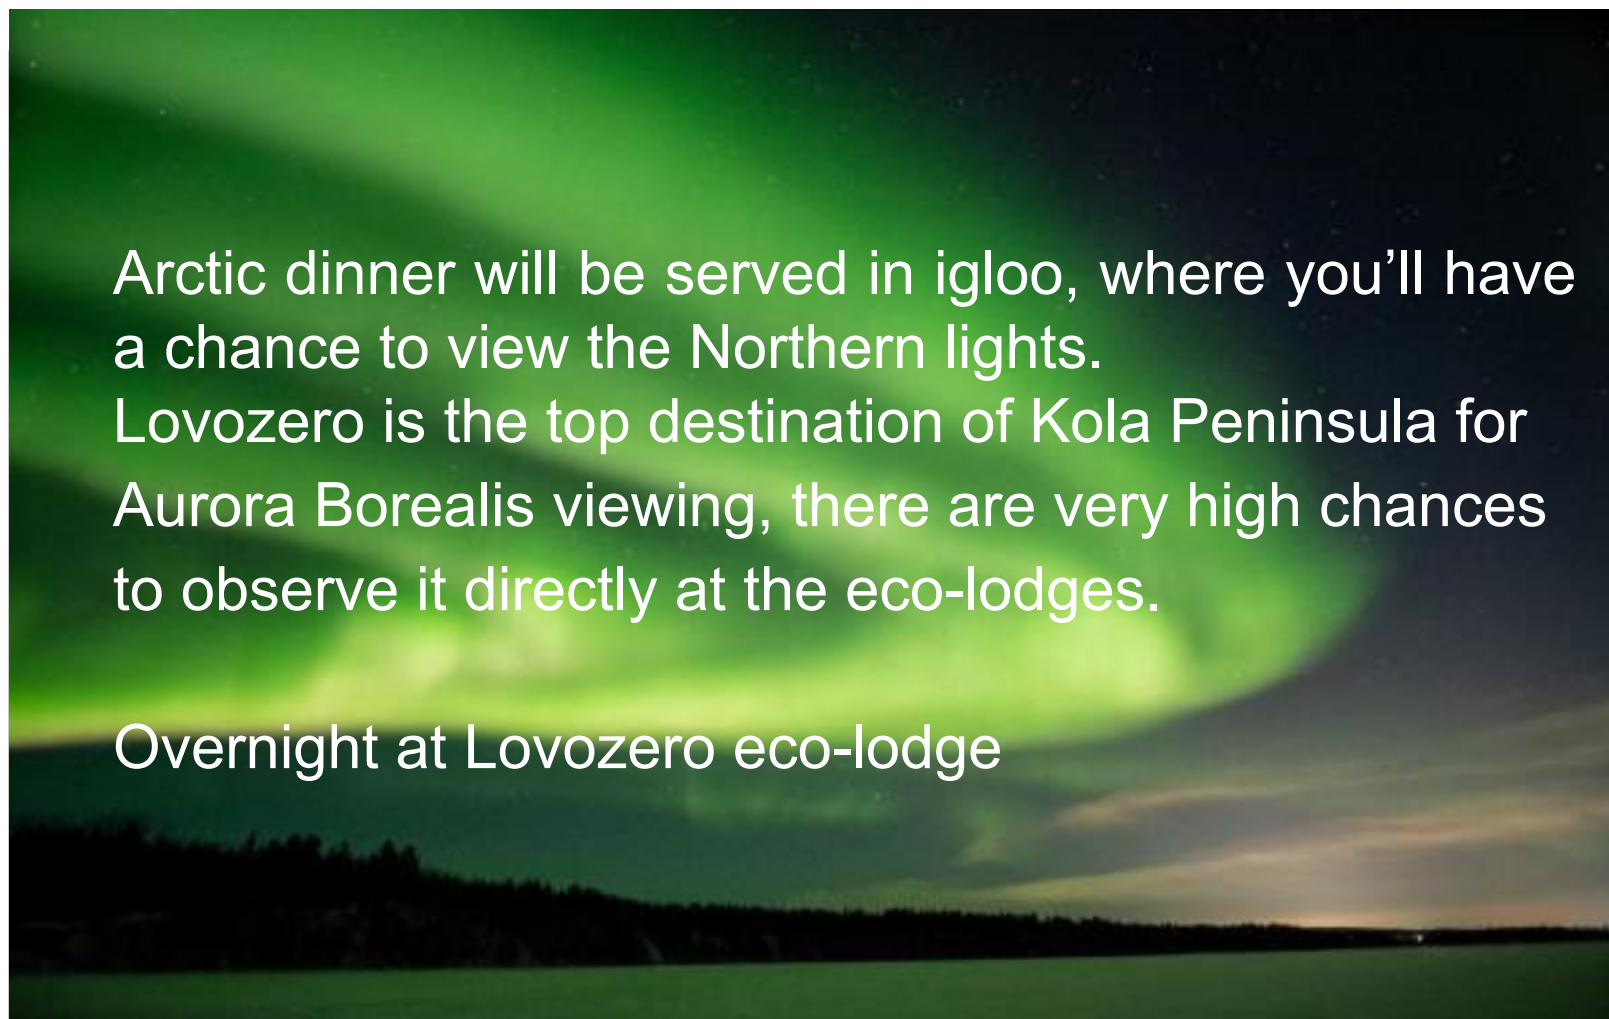 Arctic dinner will be served in igloo, where you’ll have
a chance to view the Northern lights.
Lovozero is the top destination of Kola Peninsula for
Aurora Borealis viewing, there are very high chances
to observe it directly at the eco-lodges.
Overnight at Lovozero eco-lodge